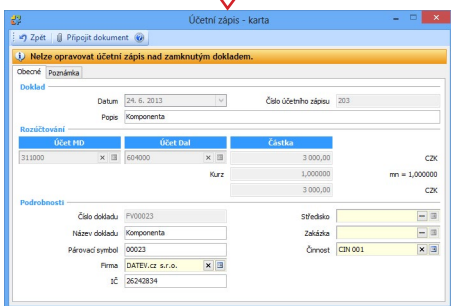 Účetní zápis - karta
Zpět Připojit dokument
Nelze opravovat účetní zápis nad zamknutým dokladem.
Obecné Poznámka
Doklad
Datum 24. 6. 2013 Číslo účetního zápisu 203
Popis Komponenta
Rozúčtování
Účet MD Účet Dal Částka
311000 604000 3 000,00 CZK
Kurz 1,000000 mn = 1,000000
3 000,00 CZK
Podrobnosti
Číslo dokladu FV00023 Středisko
Název dokladu Komponenta Zakázka
Párovací symbol 00023 Činnost CIN 001
Firma DATEV.cz s.r.o.
IČ 26242834